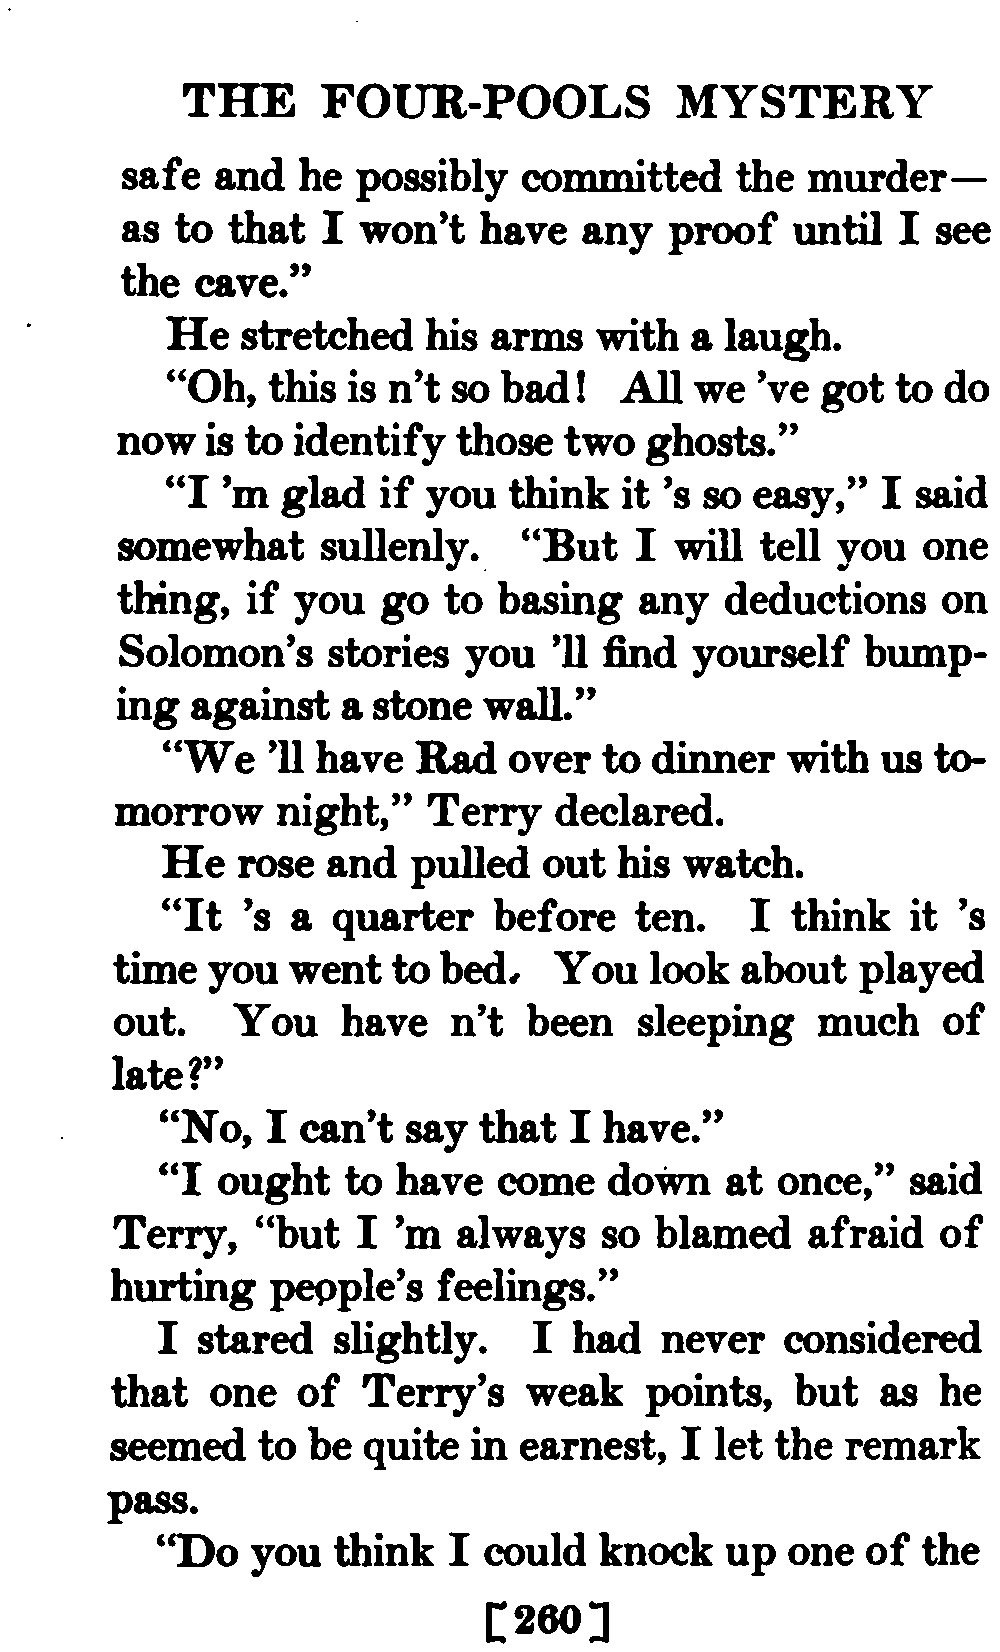 THE FOUR-POOLS MYSTERY
safe and he possibly committed the murder—
as to that I won't have any proof until I see
the cave."
He stretched his arms with a laugh.
"Oh, this is n't so bad! All we 've got to do
now is to identify those two ghosts."
"I 'm glad if you think it 's so easy," I said
somewhat sullenly. "But I will tell you one
thing, if you go to basing any deductions on
Solomon's stories you 'll find yourself bump-
ing against a stone wall."
"We 'll have Rad over to dinner with us to-
morrow night," Terry declared.
He rose and pulled out his watch.
"It 's a quarter before ten. I think it 's
time you went to bed. You look about played
out. You have n't been sleeping much of
late?"
"No, I can't say that I have."
"I ought to have come down at once," said
Terry, "but I 'm always so blamed afraid of
hurting people's feelings."
I stared slightly. I had never considered
that one of Terry's weak points, but as he
seemed to be quite in earnest, I let the remark
pass.
"Do you think I could knock up one of the
[260]